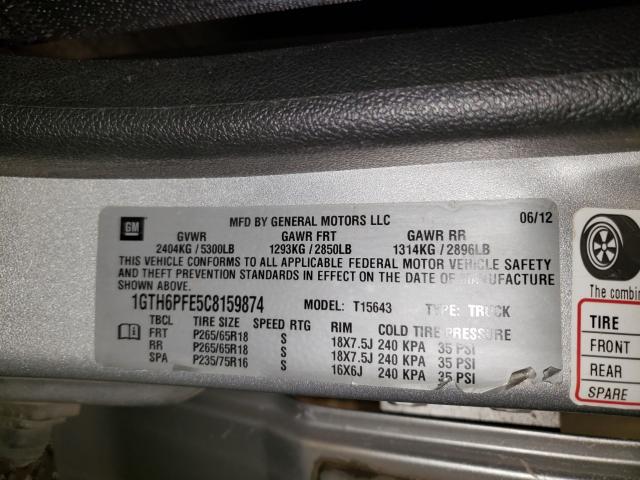 GM
MFD BY GENERAL MOTORS LLC 06/12
GVWR GAWR FRT GAWR RR
2404KG / 5300LB 1293KG / 2850LB 1314KG / 2896LB
THIS VEHICLE CONFORMS TO ALL APPLICABLE FEDERAL MOTOR VEHICLE SAFETY
AND THEFT PREVENTION STANDARDS IN EFFECT ON THE DATE OF MANUFACTURE
SHOWN ABOVE.
1GTH6PFE5C8159874 MODEL: T15643 TYPE: TRUCK
TBCL TIRE SIZE SPEED RTG RIM COLD TIRE PRESSURE
FRT P265/65R18 S 18X7.5J 240 KPA 35 PSI
RR P265/65R18 S 18X7.5J 240 KPA 35 PSI
SPA P235/75R16 S 16X6J 240 KPA 35 PSI
The combin
TIRE
FRONT
REAR
SPARE